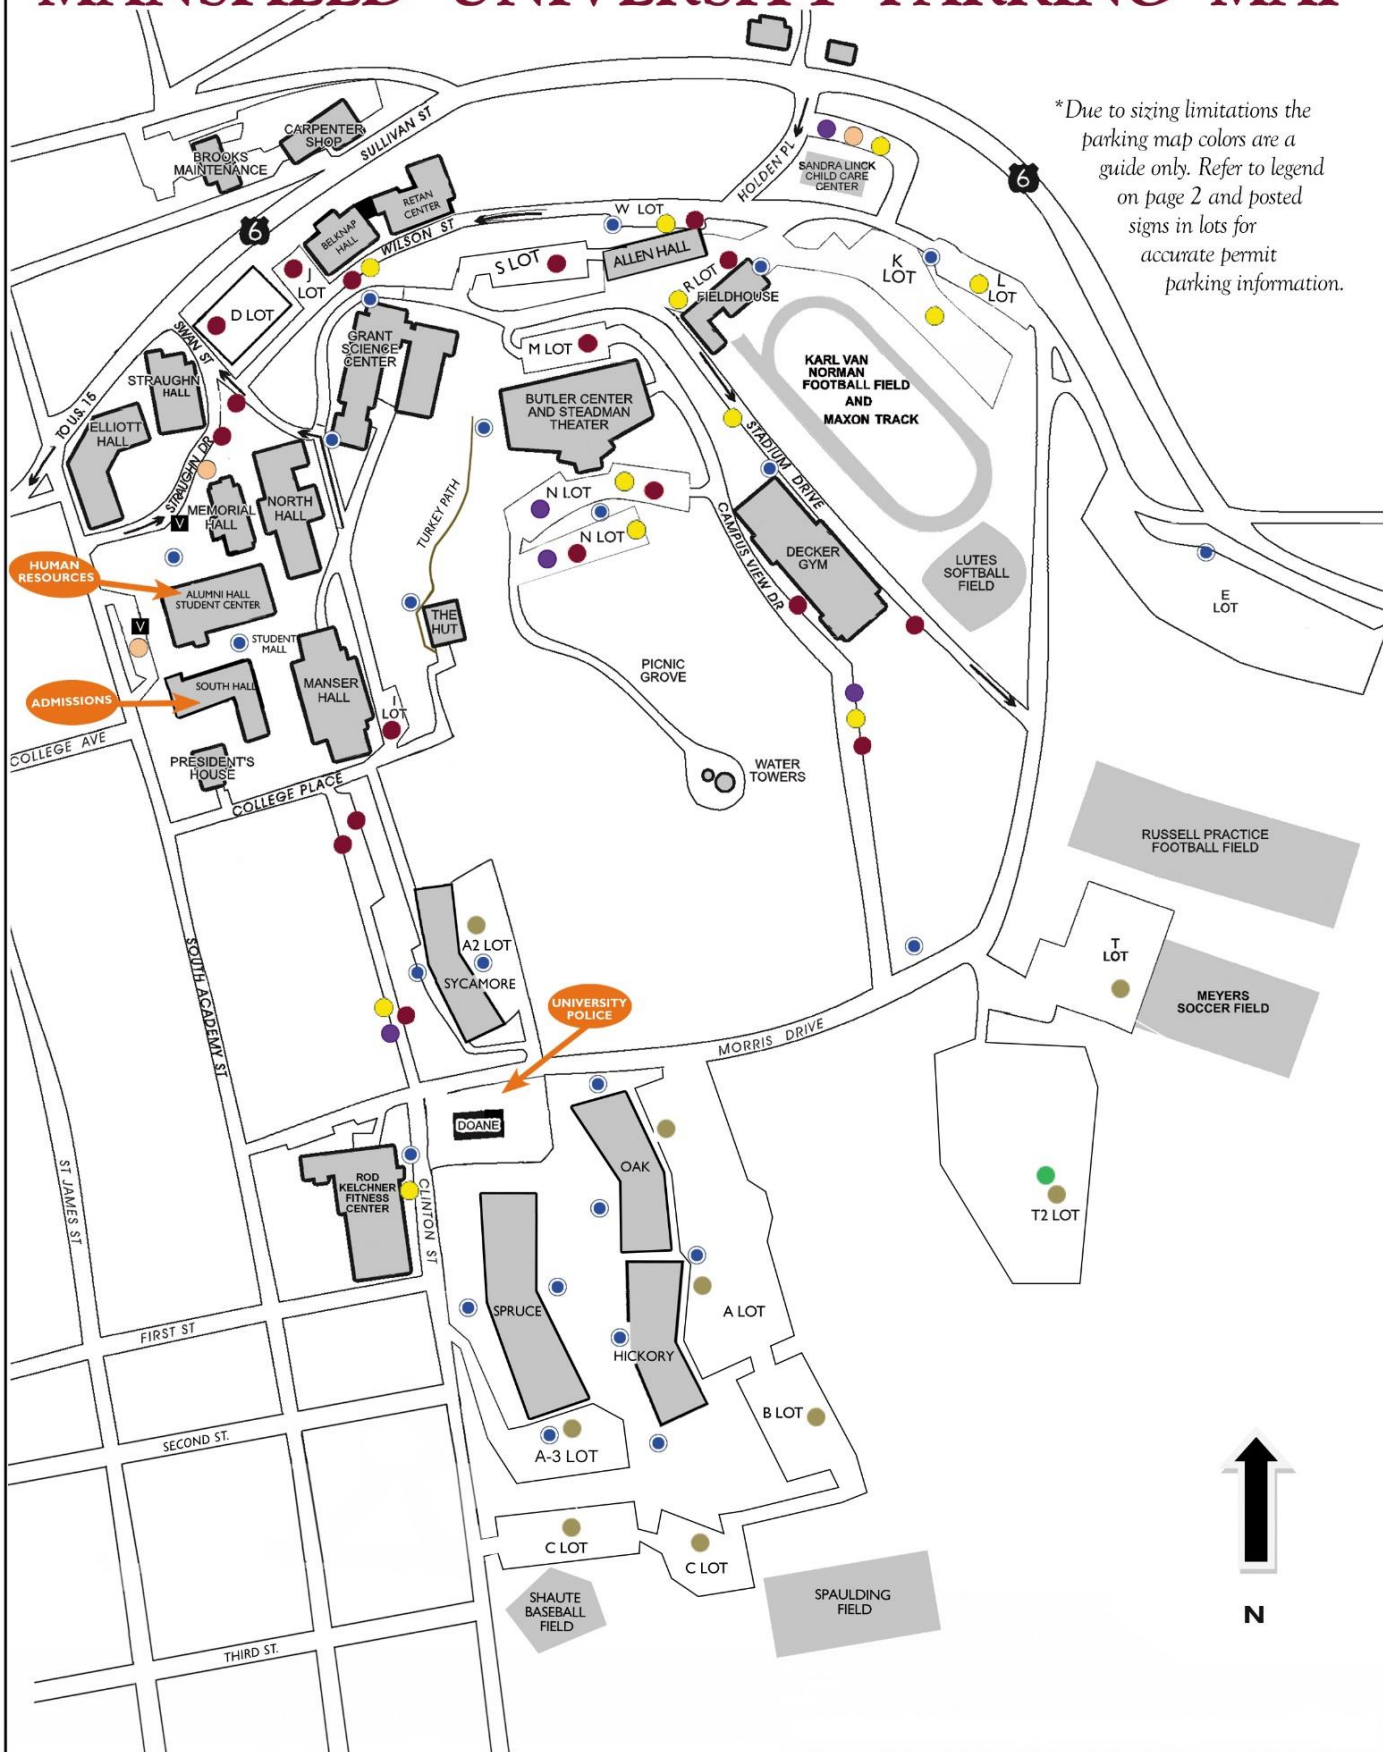 MANSFIELD UNIVERSITY PARKING MAP
*Due to sizing limitations the
parking map colors are a
guide only. Refer to legend
on page 2 and posted
signs in lots for
accurate permit
parking information.
CARPENTER
SHOP
BROOKS
MAINTENANCE
SULLIVAN ST
6
6
HOLDEN PL
SANDRA LINCK
CHILD CARE
CENTER
RETAN
CENTER
BELKNAP
HALL
WILSON ST
W LOT
ALLEN HALL
S LOT
R LOT
FIELDHOUSE
K
LOT
L
LOT
J
LOT
D LOT
SWAN ST
GRANT
SCIENCE
CENTER
M LOT
KARL VAN
NORMAN
FOOTBALL FIELD
AND
MAXON TRACK
STRAUGHN
HALL
TO U.S. 15
ELLIOTT
HALL
BUTLER CENTER
AND STEADMAN
THEATER
STADIUM DRIVE
STRAUGHN DR
MEMORIAL
HALL
NORTH
HALL
V
TURKEY PATH
N LOT
N LOT
CAMPUS VIEW DR
DECKER
GYM
LUTES
SOFTBALL
FIELD
E
LOT
HUMAN
RESOURCES
ALUMNI HALL
STUDENT CENTER
THE
HUT
V
STUDENT
MALL
PICNIC
GROVE
SOUTH HALL
MANSER
HALL
I
LOT
ADMISSIONS
COLLEGE AVE
PRESIDENT'S
HOUSE
COLLEGE PLACE
WATER
TOWERS
RUSSELL PRACTICE
FOOTBALL FIELD
A2 LOT
SYCAMORE
T
LOT
MEYERS
SOCCER FIELD
SOUTH ACADEMY ST
UNIVERSITY
POLICE
MORRIS DRIVE
DOANE
OAK
ROD
KELCHNER
FITNESS
CENTER
CLINTON ST
ST JAMES ST
T2 LOT
SPRUCE
A LOT
FIRST ST
HICKORY
B LOT
SECOND ST.
A-3 LOT
C LOT
C LOT
SHAUTE
BASEBALL
FIELD
SPAULDING
FIELD
THIRD ST.
N